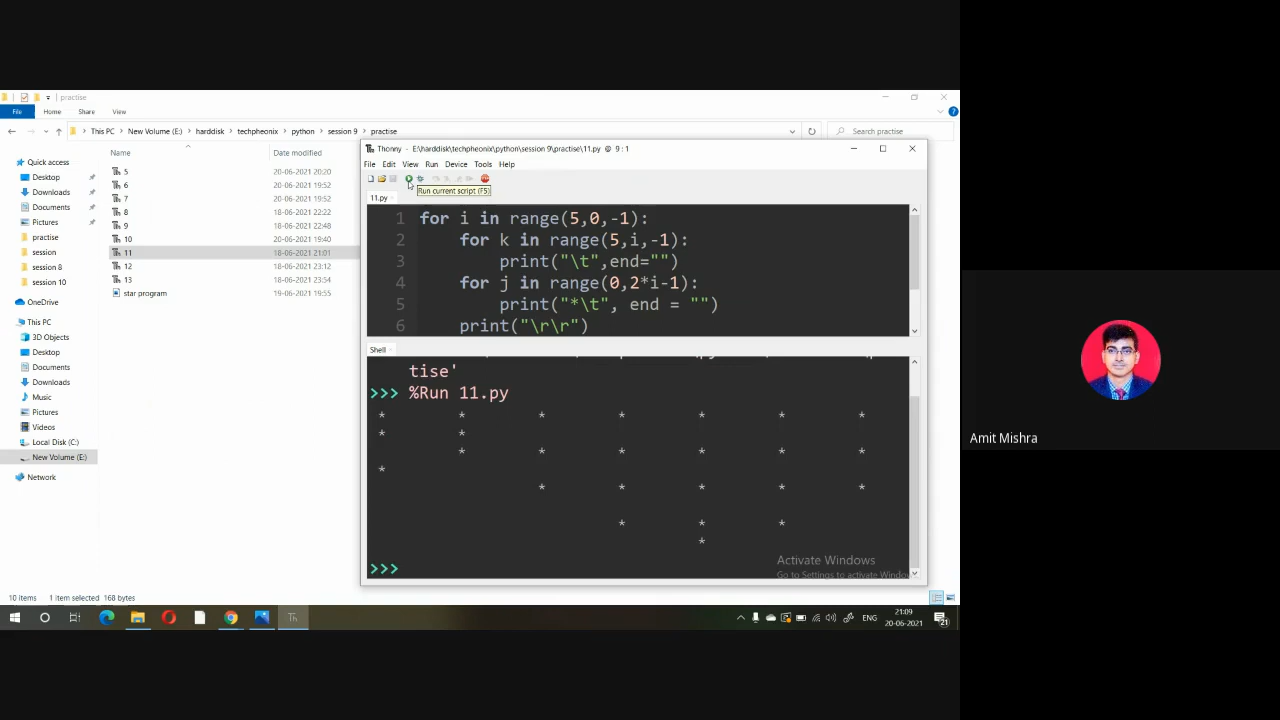 practise
File Home Share View
This PC New Volume (E:) harddisk techpheonix python session 9 practise
Search practise
Name Date modified
Quick access
Desktop
Downloads
Documents
Pictures
practise
session
session 8
session 10
OneDrive
This PC
3D Objects
Desktop
Documents
Downloads
Music
Pictures
Videos
Local Disk (C:)
New Volume (E:)
Network
5 20-06-2021 20:20
6 20-06-2021 19:52
7 20-06-2021 19:52
8 18-06-2021 22:22
9 18-06-2021 22:48
10 20-06-2021 19:40
11 18-06-2021 21:01
12 18-06-2021 23:12
13 18-06-2021 23:54
star program 19-06-2021 19:55
10 items 1 item selected 168 bytes
Thonny - E:\harddisk\techpheonix\python\session 9\practise\11.py @ 9 : 1
File Edit View Run Device Tools Help
Run current script (F5)
11.py
1 for i in range(5,0,-1):
2 for k in range(5,i,-1):
3 print("\t",end="")
4 for j in range(0,2*i-1):
5 print("*\t", end = "")
6 print("\r\r")
Shell
tise'
>>> %Run 11.py
* * * * * * *
* *
* * * * * *
*
* * * * *
* * *
*
>>>
Activate Windows
Go to Settings to activate Windows
Th
ENG
21:09
20-06-2021
21
Amit Mishra